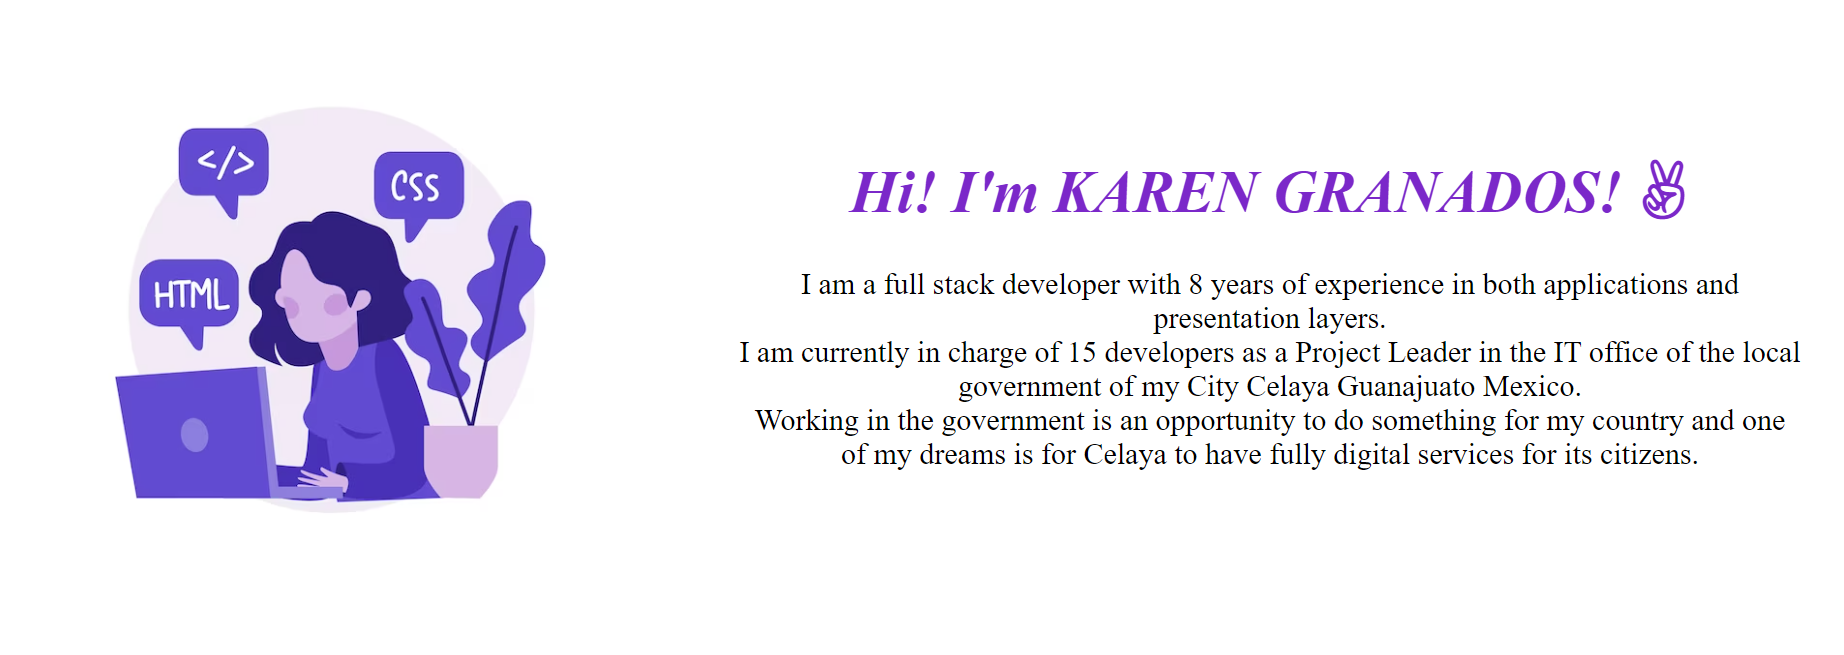 </>
CSS
HTML
Hi! I'm KAREN GRANADOS! ✌
I am a full stack developer with 8 years of experience in both applications and
presentation layers.
I am currently in charge of 15 developers as a Project Leader in the IT office of the local
government of my City Celaya Guanajuato Mexico.
Working in the government is an opportunity to do something for my country and one
of my dreams is for Celaya to have fully digital services for its citizens.